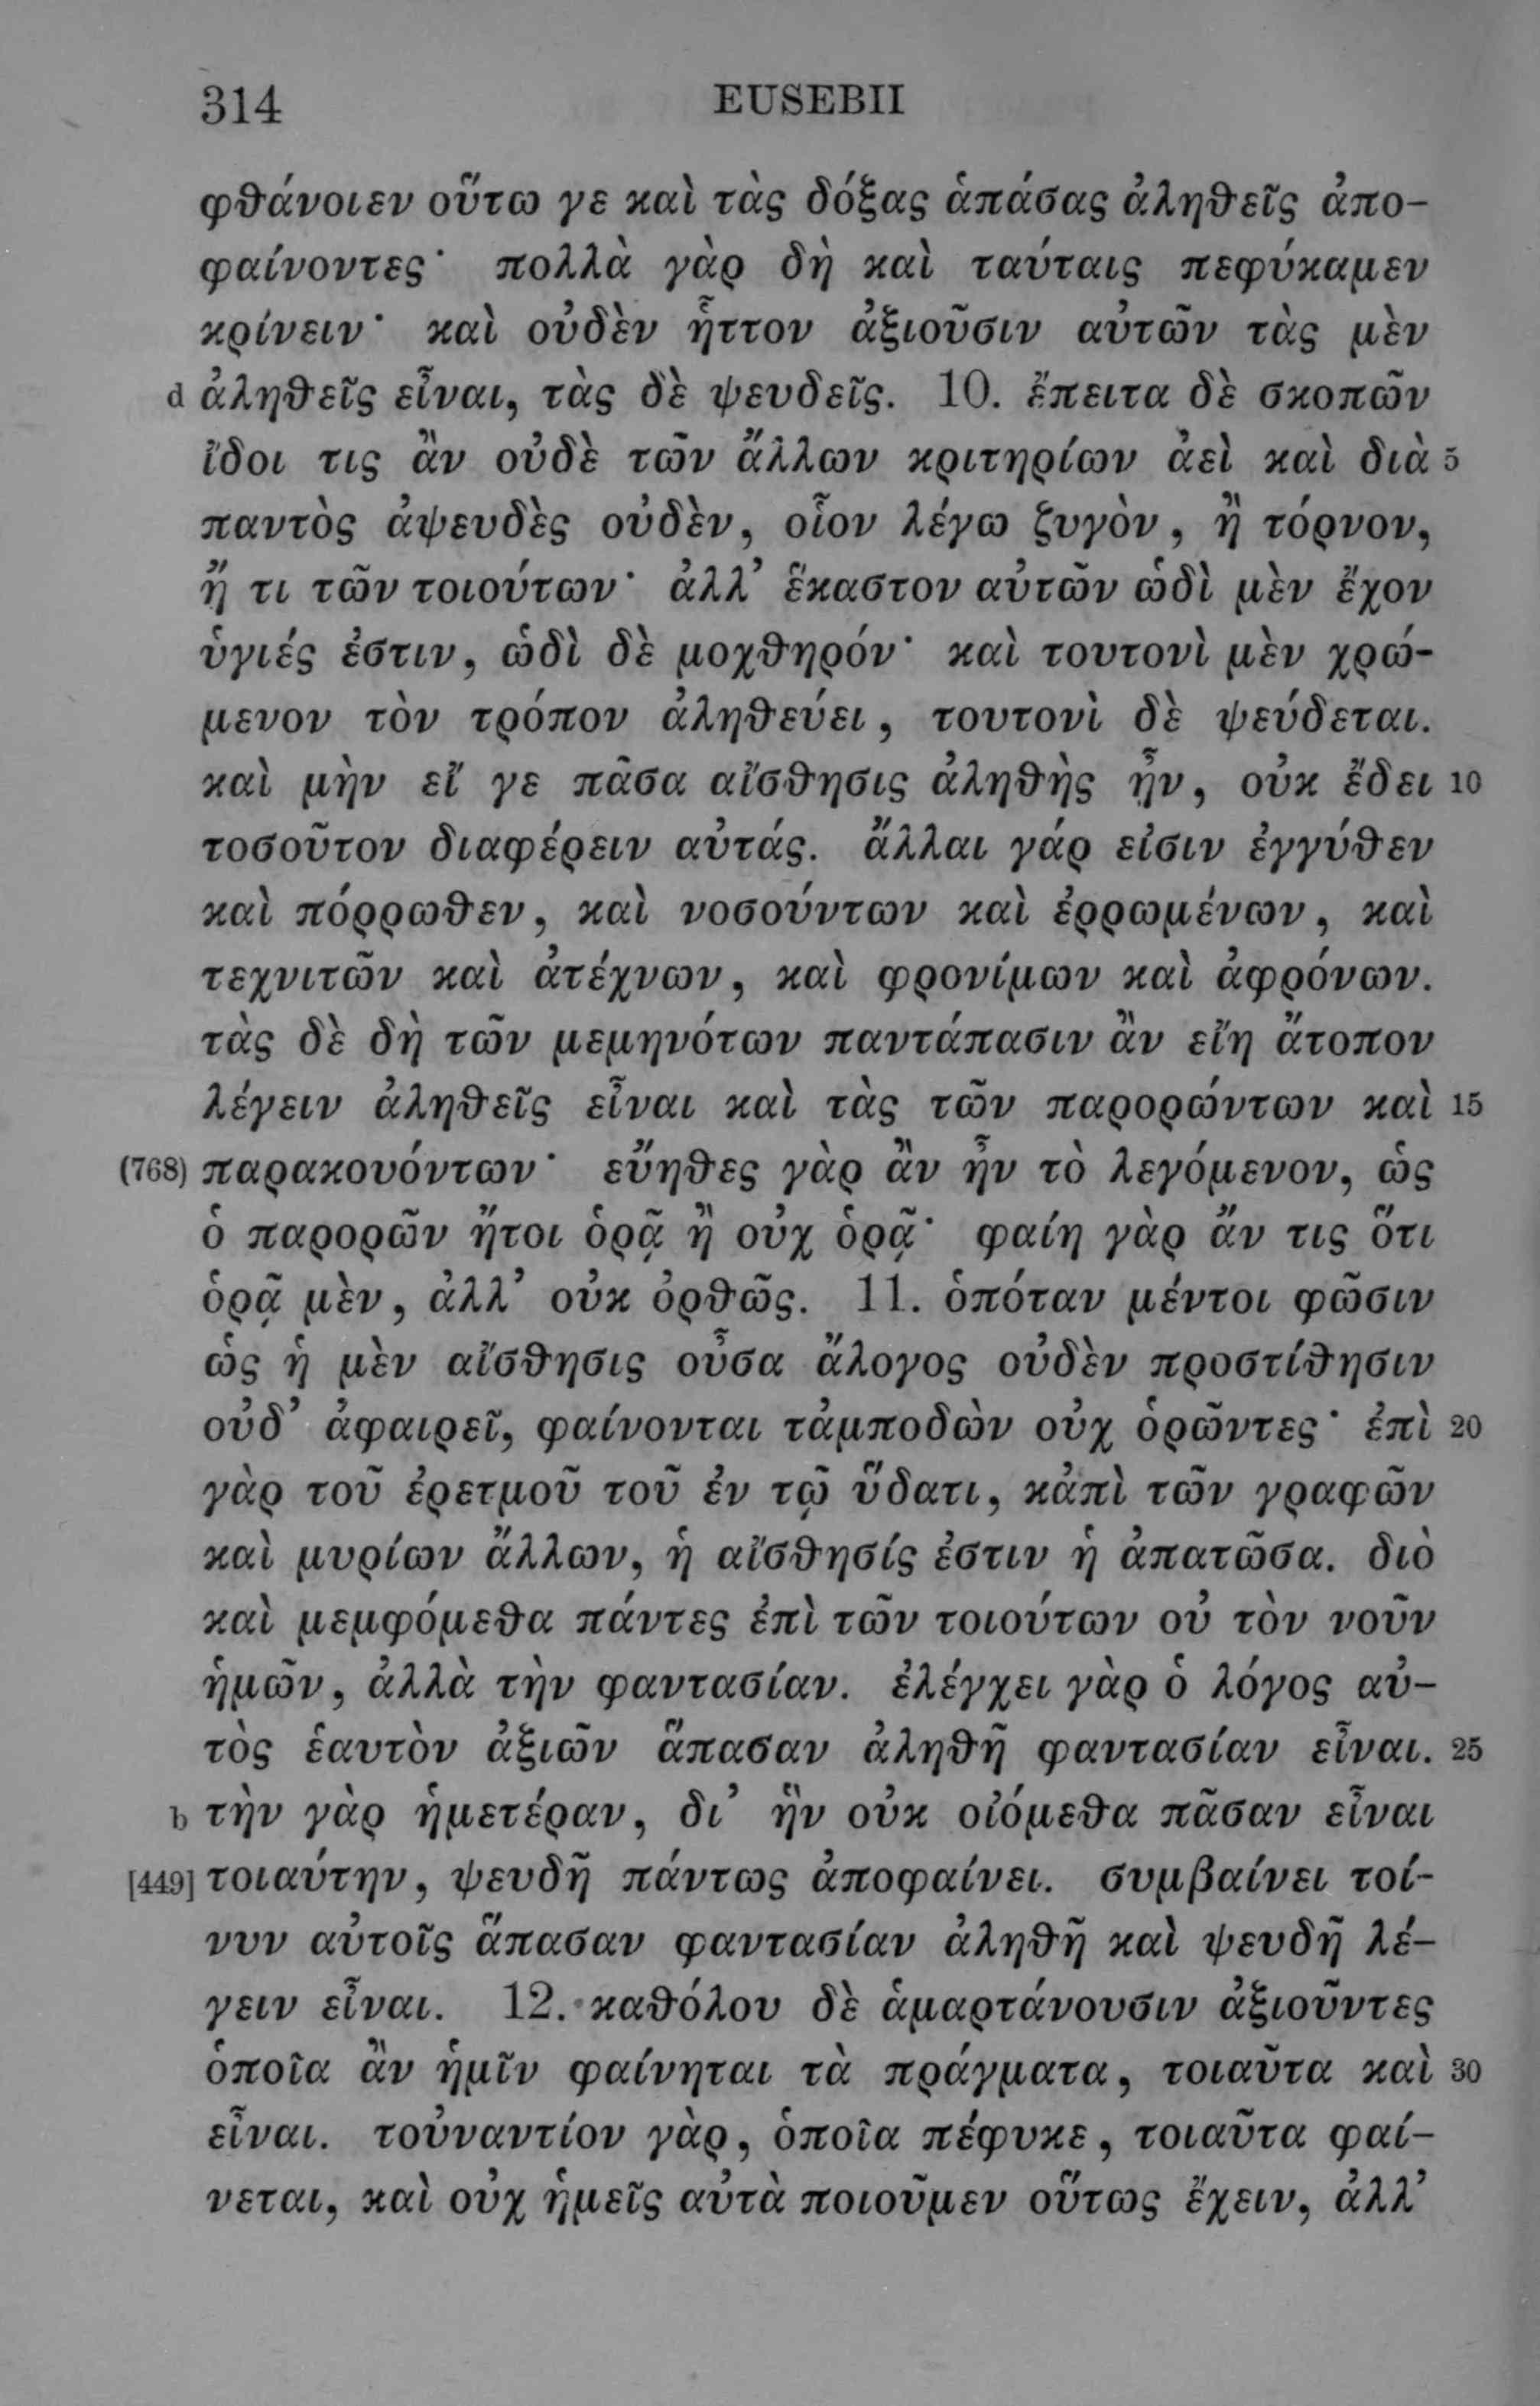 314 EUSEBII
φθάνοιεν οὕτω γε καὶ τὰς δόξας ἁπάσας ἀληθεῖς ἀπο-
φαίνοντες· πολλὰ γὰρ δὴ καὶ ταύταις πεφύκαμεν
κρίνειν· καὶ οὐδὲν ἧττον ἀξιοῦσιν αὐτῶν τὰς μὲν
d ἀληθεῖς εἶναι, τὰς δὲ ψευδεῖς. 10. ἔπειτα δὲ σκοπῶν
ἴδοι τις ἂν οὐδὲ τῶν ἄλλων κριτηρίων ἀεὶ καὶ διὰ 5
παντὸς ἀψευδὲς οὐδὲν, οἷον λέγω ζυγὸν, ἢ τόρνον,
ἤ τι τῶν τοιούτων· ἀλλ’ ἕκαστον αὐτῶν ὡδὶ μὲν ἔχον
ὑγιές ἐστιν, ὡδὶ δὲ μοχθηρόν· καὶ τουτονὶ μὲν χρώ-
μενον τὸν τρόπον ἀληθεύει, τουτονὶ δὲ ψεύδεται.
καὶ μὴν εἴ γε πᾶσα αἴσθησις ἀληθὴς ἦν, οὐκ ἔδει 10
τοσοῦτον διαφέρειν αὐτάς. ἄλλαι γάρ εἰσιν ἐγγύθεν
καὶ πόρρωθεν, καὶ νοσούντων καὶ ἐρρωμένων, καὶ
τεχνιτῶν καὶ ἀτέχνων, καὶ φρονίμων καὶ ἀφρόνων.
τὰς δὲ δὴ τῶν μεμηνότων παντάπασιν ἂν εἴη ἄτοπον
λέγειν ἀληθεῖς εἶναι καὶ τὰς τῶν παρορώντων καὶ 15
(768) παρακουόντων· εὔηθες γὰρ ἂν ἦν τὸ λεγόμενον, ὡς
ὁ παρορῶν ἤτοι ὁρᾷ ἢ οὐχ ὁρᾷ· φαίη γὰρ ἄν τις ὅτι
ὁρᾷ μὲν, ἀλλ’ οὐκ ὀρθῶς. 11. ὁπόταν μέντοι φῶσιν
ὡς ἡ μὲν αἴσθησις οὖσα ἄλογος οὐδὲν προστίθησιν
οὐδ’ ἀφαιρεῖ, φαίνονται τἀμποδὼν οὐχ ὁρῶντες· ἐπὶ 20
γὰρ τοῦ ἐρετμοῦ τοῦ ἐν τῷ ὕδατι, κἀπὶ τῶν γραφῶν
καὶ μυρίων ἄλλων, ἡ αἴσθησίς ἐστιν ἡ ἀπατῶσα. διὸ
καὶ μεμφόμεθα πάντες ἐπὶ τῶν τοιούτων οὐ τὸν νοῦν
ἡμῶν, ἀλλὰ τὴν φαντασίαν. ἐλέγχει γὰρ ὁ λόγος αὐ-
τὸς ἑαυτὸν ἀξιῶν ἅπασαν ἀληθῆ φαντασίαν εἶναι. 25
b τὴν γὰρ ἡμετέραν, δι’ ἣν οὐκ οἰόμεθα πᾶσαν εἶναι
[449] τοιαύτην, ψευδῆ πάντως ἀποφαίνει. συμβαίνει τοί-
νυν αὐτοῖς ἅπασαν φαντασίαν ἀληθῆ καὶ ψευδῆ λέ-
γειν εἶναι. 12. καθόλου δὲ ἁμαρτάνουσιν ἀξιοῦντες
ὁποῖα ἂν ἡμῖν φαίνηται τὰ πράγματα, τοιαῦτα καὶ 30
εἶναι. τοὐναντίον γὰρ, ὁποῖα πέφυκε, τοιαῦτα φαί-
νεται, καὶ οὐχ ἡμεῖς αὐτὰ ποιοῦμεν οὕτως ἔχειν, ἀλλ’